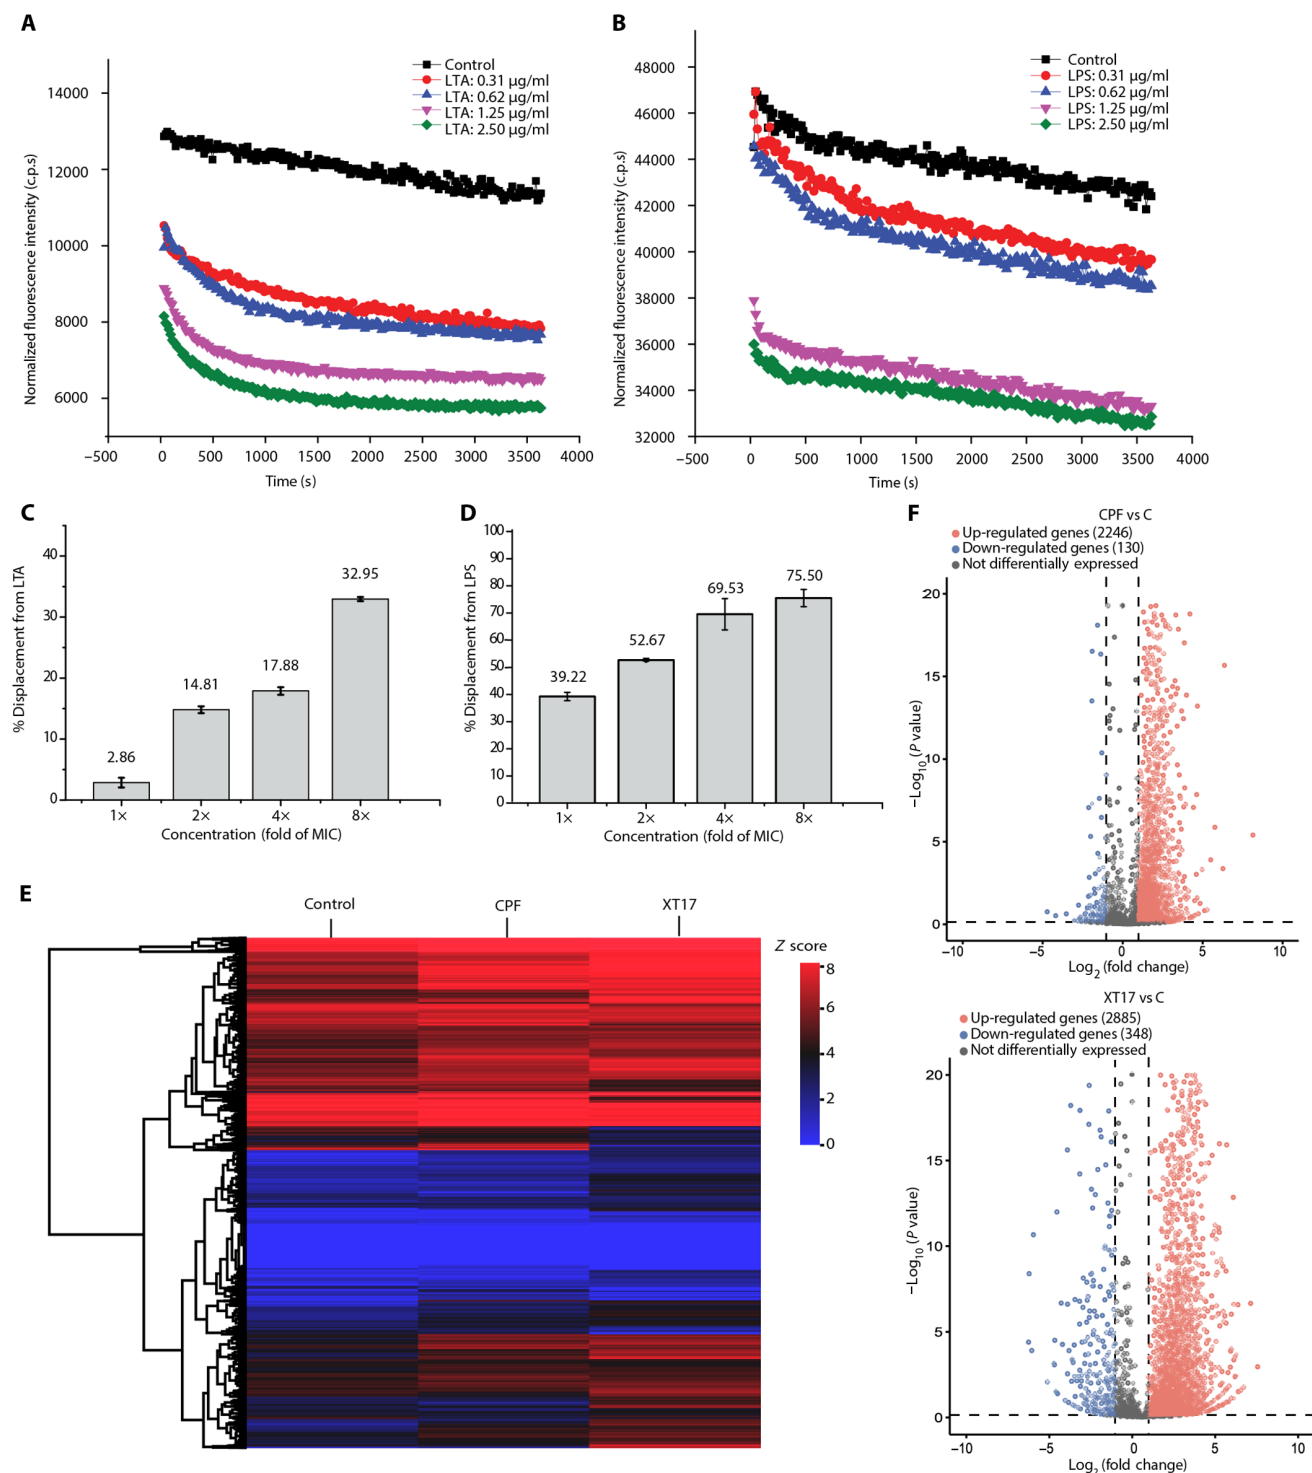 A
Control
LTA: 0.31 µg/ml
LTA: 0.62 µg/ml
LTA: 1.25 µg/ml
LTA: 2.50 µg/ml
Normalized fluorescence intensity (c.p.s)
14000
12000
10000
8000
6000
−500 0 500 1000 1500 2000 2500 3000 3500 4000
Time (s)
B
Control
LPS: 0.31 µg/ml
LPS: 0.62 µg/ml
LPS: 1.25 µg/ml
LPS: 2.50 µg/ml
Normalized fluorescence intensity (c.p.s)
48000
46000
44000
42000
40000
38000
36000
34000
32000
−500 0 500 1000 1500 2000 2500 3000 3500 4000
Time (s)
C
% Displacement from LTA
40
30
20
10
0
2.86
14.81
17.88
32.95
1× 2× 4× 8×
Concentration (fold of MIC)
D
% Displacement from LPS
100
90
80
70
60
50
40
30
20
10
0
39.22
52.67
69.53
75.50
1× 2× 4× 8×
Concentration (fold of MIC)
E
Control CPF XT17
Z score
8
6
4
2
0
F
CPF vs C
Up-regulated genes (2246)
Down-regulated genes (130)
Not differentially expressed
−Log10 (P value)
20
15
10
5
0
−10 −5 0 5 10
Log2 (fold change)
XT17 vs C
Up-regulated genes (2885)
Down-regulated genes (348)
Not differentially expressed
−Log10 (P value)
20
15
10
5
0
−10 −5 0 5 10
Log2 (fold change)